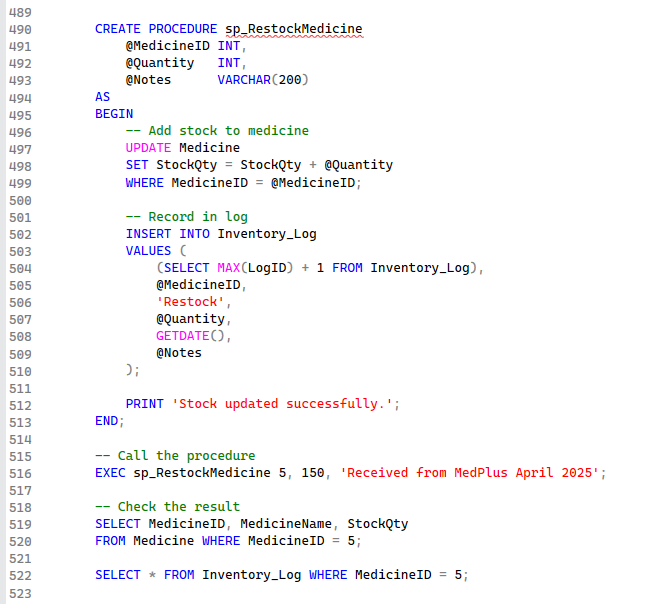 489
490 CREATE PROCEDURE sp_RestockMedicine
491 @MedicineID INT,
492 @Quantity INT,
493 @Notes VARCHAR(200)
494 AS
495 BEGIN
496 -- Add stock to medicine
497 UPDATE Medicine
498 SET StockQty = StockQty + @Quantity
499 WHERE MedicineID = @MedicineID;
500
501 -- Record in log
502 INSERT INTO Inventory_Log
503 VALUES (
504 (SELECT MAX(LogID) + 1 FROM Inventory_Log),
505 @MedicineID,
506 'Restock',
507 @Quantity,
508 GETDATE(),
509 @Notes
510 );
511
512 PRINT 'Stock updated successfully.';
513 END;
514
515 -- Call the procedure
516 EXEC sp_RestockMedicine 5, 150, 'Received from MedPlus April 2025';
517
518 -- Check the result
519 SELECT MedicineID, MedicineName, StockQty
520 FROM Medicine WHERE MedicineID = 5;
521
522 SELECT * FROM Inventory_Log WHERE MedicineID = 5;
523